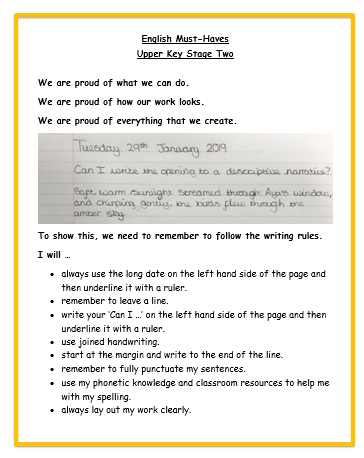 English Must-Haves
Upper Key Stage Two
We are proud of what we can do.
We are proud of how our work looks.
We are proud of everything that we create.
Tuesday 29th January 2019
Can I write the opening to a descriptive narrative?
Soft, warm sunlight streamed through Aya's window,
and chirping gently, the birds flew through the
amber sky.
To show this, we need to remember to follow the writing rules.
I will …
• always use the long date on the left hand side of the page and
then underline it with a ruler.
• remember to leave a line.
• write your 'Can I …' on the left hand side of the page and then
underline it with a ruler.
• use joined handwriting.
• start at the margin and write to the end of the line.
• remember to fully punctuate my sentences.
• use my phonetic knowledge and classroom resources to help me
with my spelling.
• always lay out my work clearly.